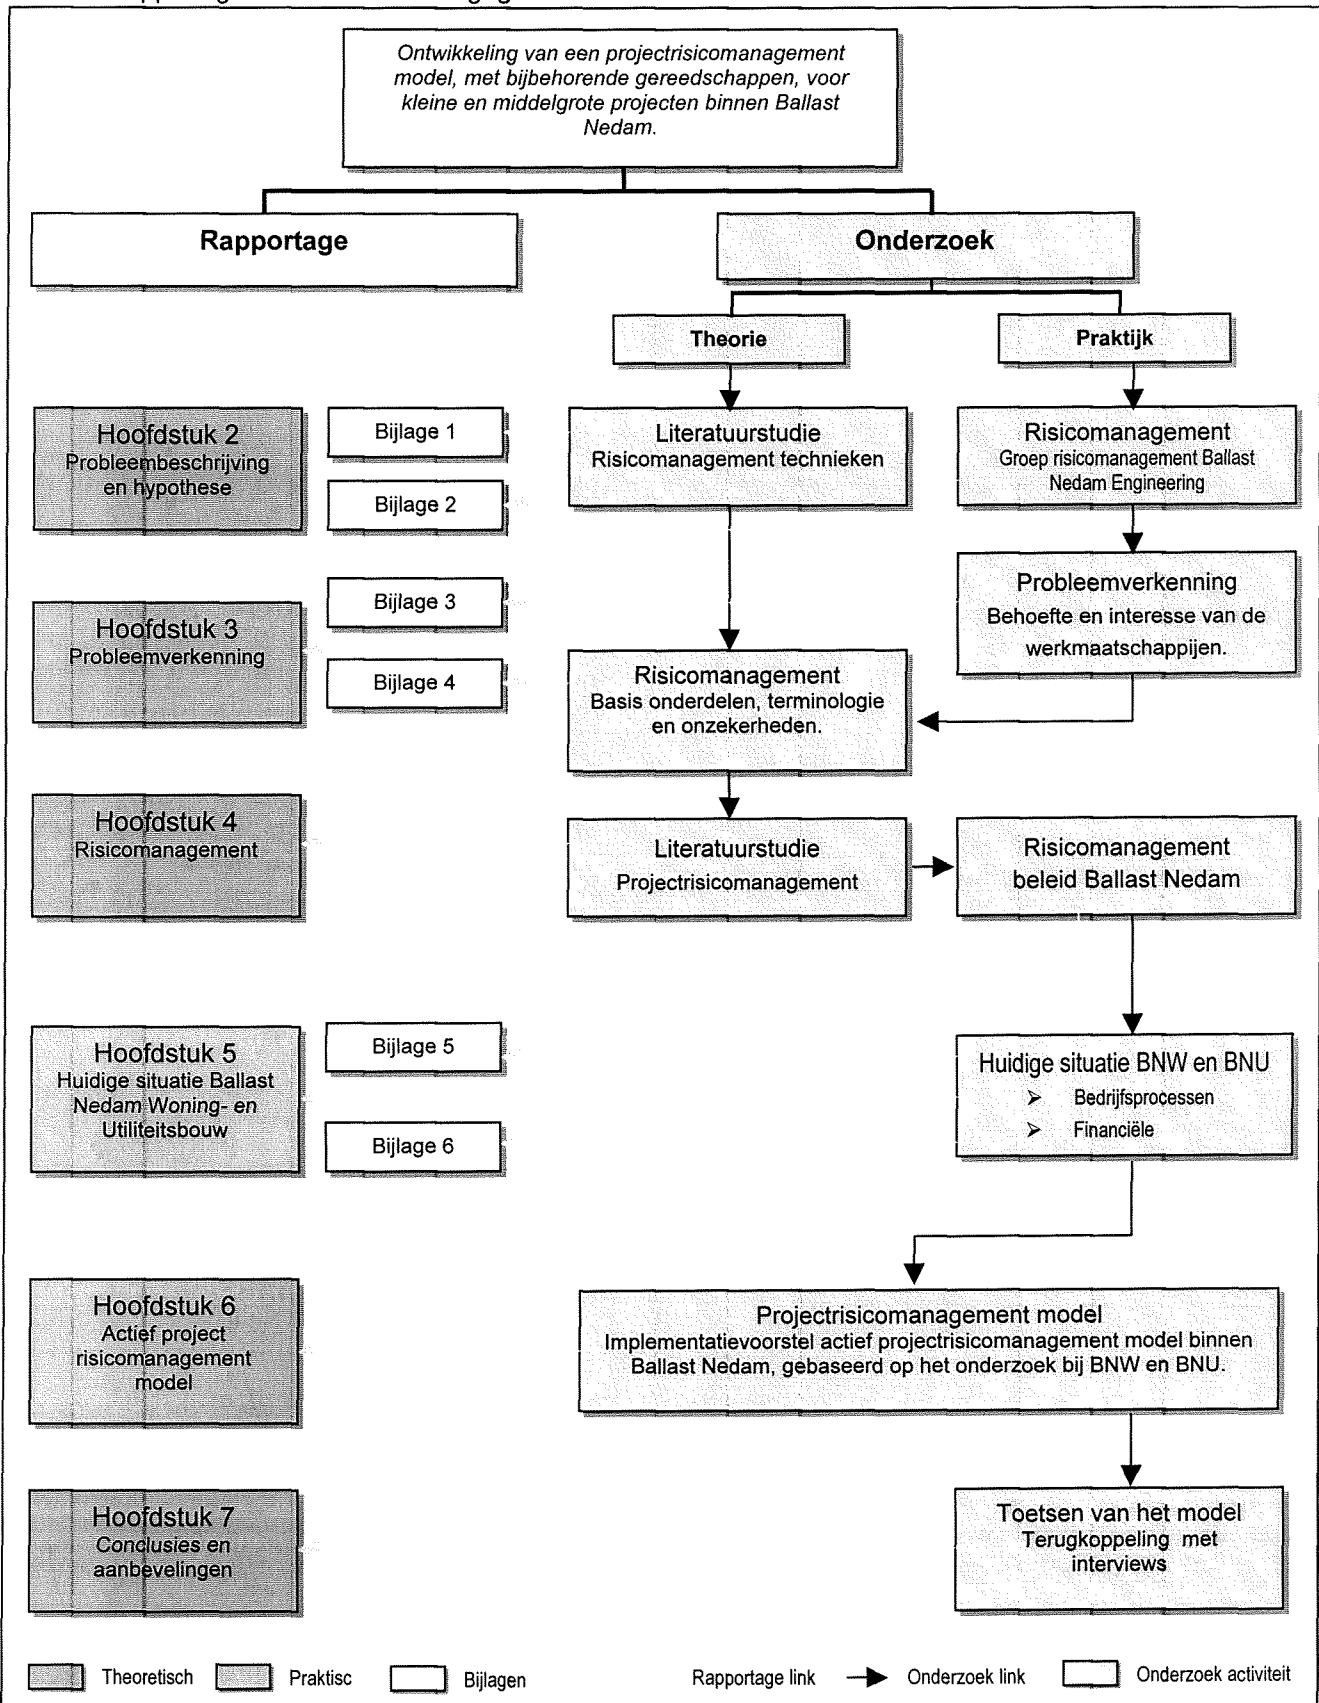 Ontwikkeling van een projectrisicomanagement
model, met bijbehorende gereedschappen, voor
kleine en middelgrote projecten binnen Ballast
Nedam.
Rapportage
Onderzoek
Theorie
Praktijk
Hoofdstuk 2
Probleembeschrijving
en hypothese
Bijlage 1
Bijlage 2
Literatuurstudie
Risicomanagement technieken
Risicomanagement
Groep risicomanagement Ballast
Nedam Engineering
Probleemverkenning
Behoefte en interesse van de
werkmaatschappijen.
Hoofdstuk 3
Probleemverkenning
Bijlage 3
Bijlage 4
Risicomanagement
Basis onderdelen, terminologie
en onzekerheden.
Hoofdstuk 4
Risicomanagement
Literatuurstudie
Projectrisicomanagement
Risicomanagement
beleid Ballast Nedam
Hoofdstuk 5
Huidige situatie Ballast
Nedam Woning- en
Utiliteitsbouw
Bijlage 5
Bijlage 6
Huidige situatie BNW en BNU
➢ Bedrijfsprocessen
➢ Financiële
Hoofdstuk 6
Actief project
risicomanagement
model
Projectrisicomanagement model
Implementatievoorstel actief projectrisicomanagement model binnen
Ballast Nedam, gebaseerd op het onderzoek bij BNW en BNU.
Hoofdstuk 7
Conclusies en
aanbevelingen
Toetsen van het model
Terugkoppeling met
interviews
Theoretisch
Praktisc
Bijlagen
Rapportage link
Onderzoek link
Onderzoek activiteit